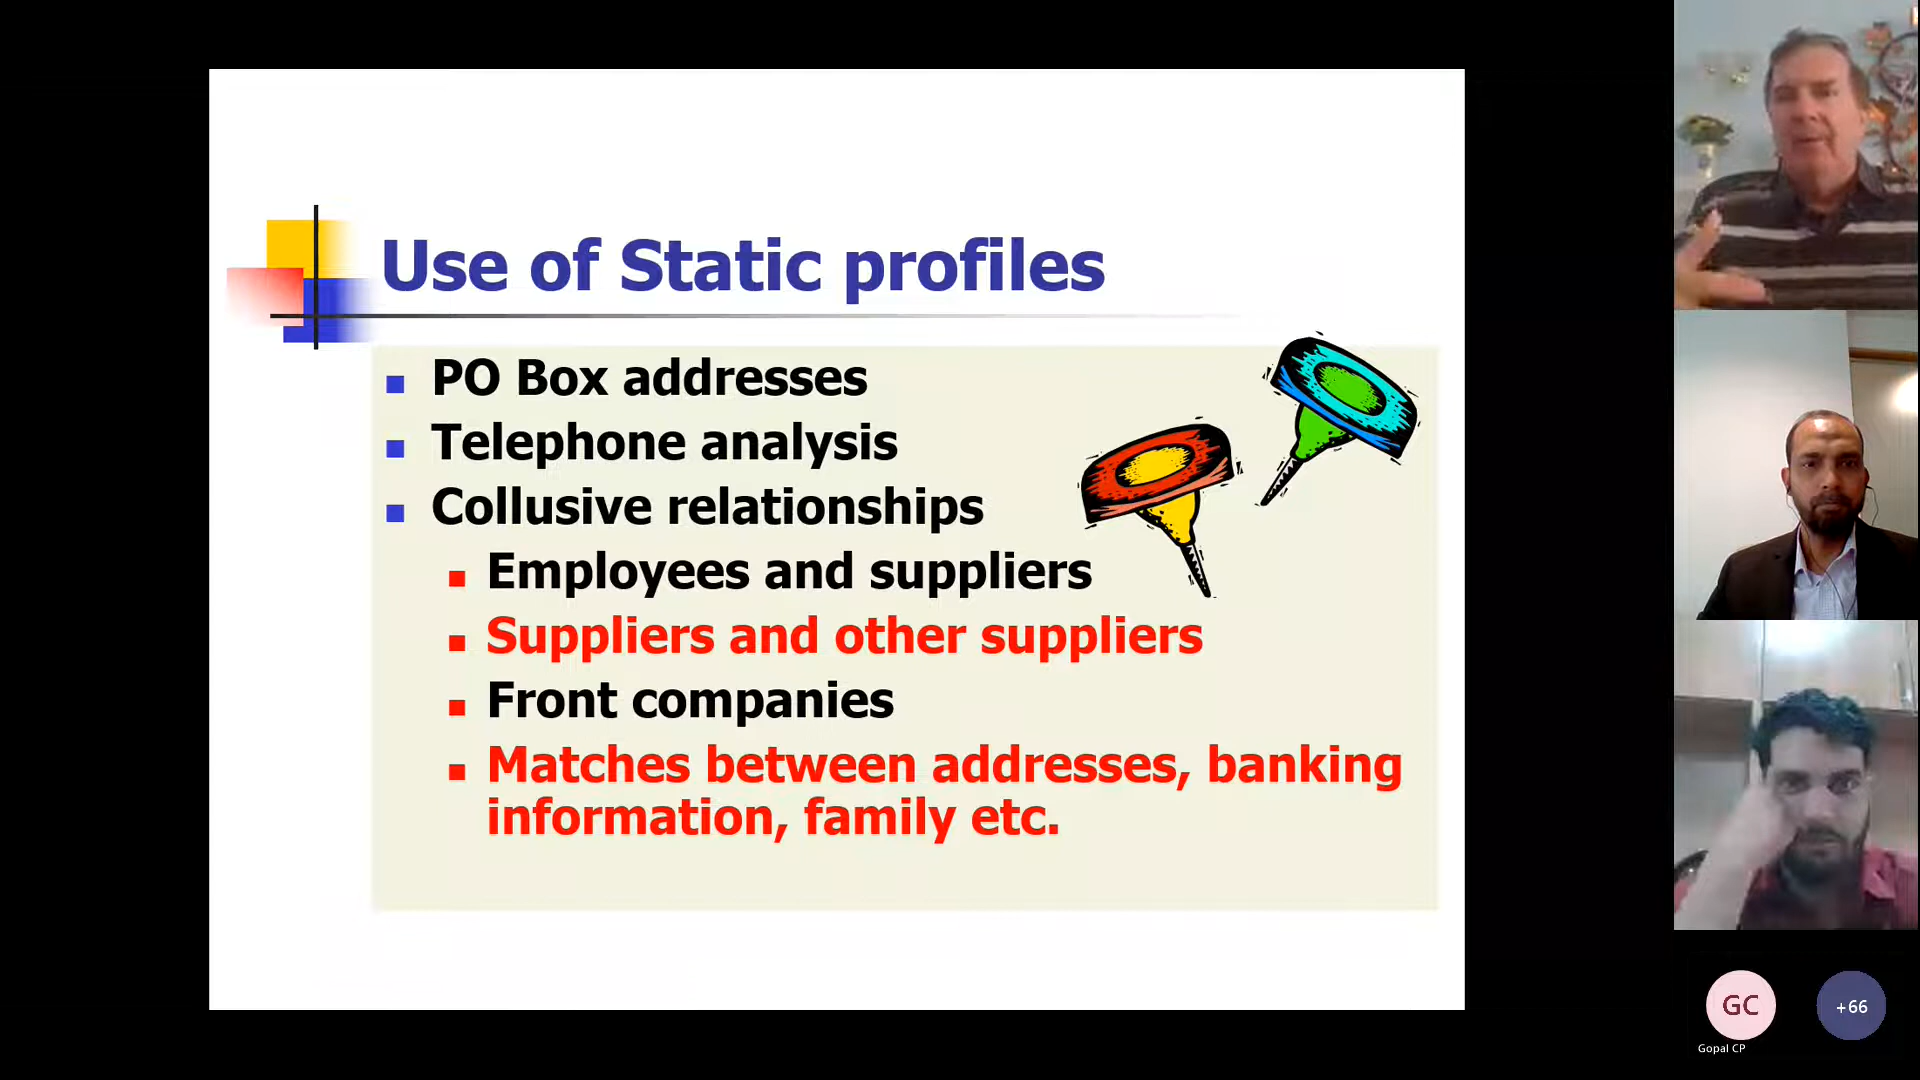 Use of Static profiles
PO Box addresses
Telephone analysis
Collusive relationships
Employees and suppliers
Suppliers and other suppliers
Front companies
Matches between addresses, banking
information, family etc.
GC
+66
Gopal CP